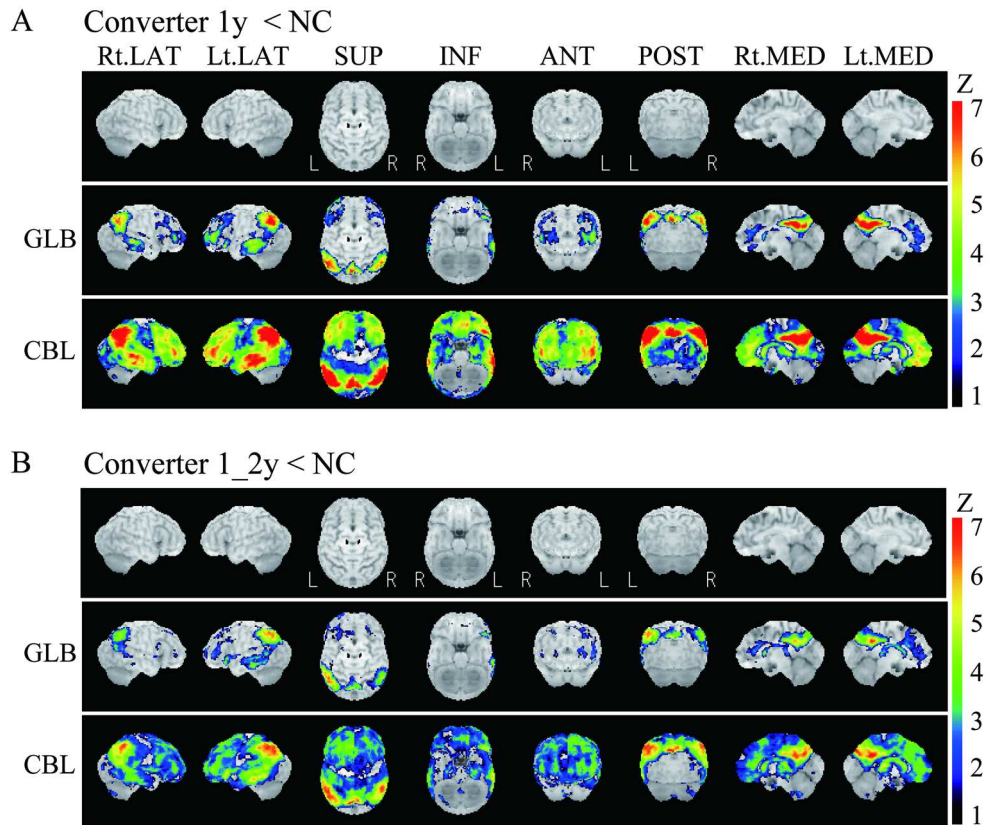 A Converter 1y < NC
Rt.LAT Lt.LAT SUP INF ANT POST Rt.MED Lt.MED
Z
7
L R R L R L L R
6
GLB
5
4
3
CBL
2
1
B Converter 1_2y < NC
Z
7
L R R L R L L R
6
GLB
5
4
3
CBL
2
1